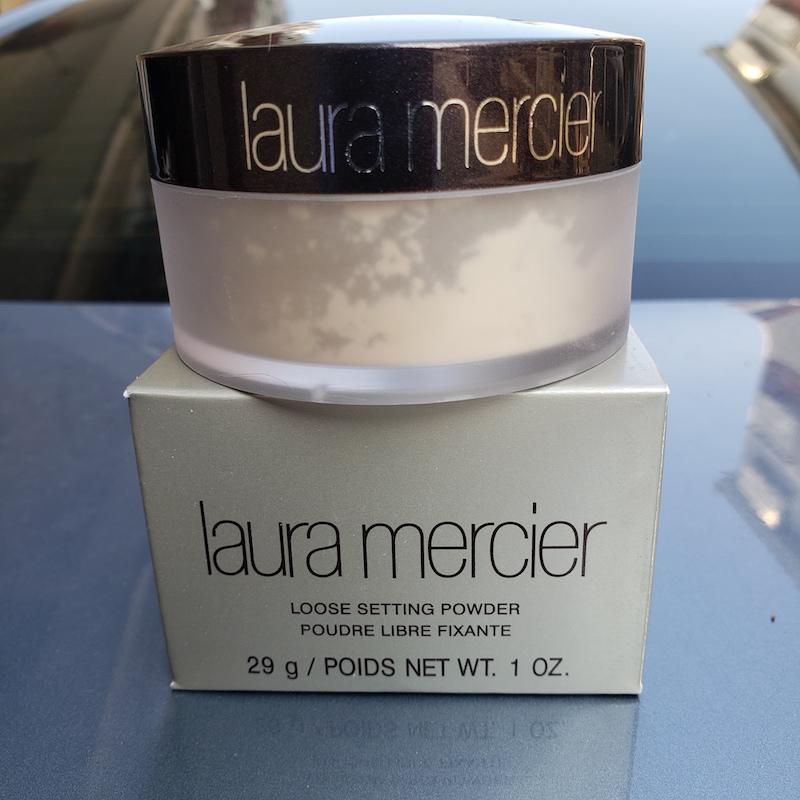 laura mercier
laura mercier
LOOSE SETTING POWDER
POUDRE LIBRE FIXANTE
29 g / POIDS NET WT. 1 OZ.